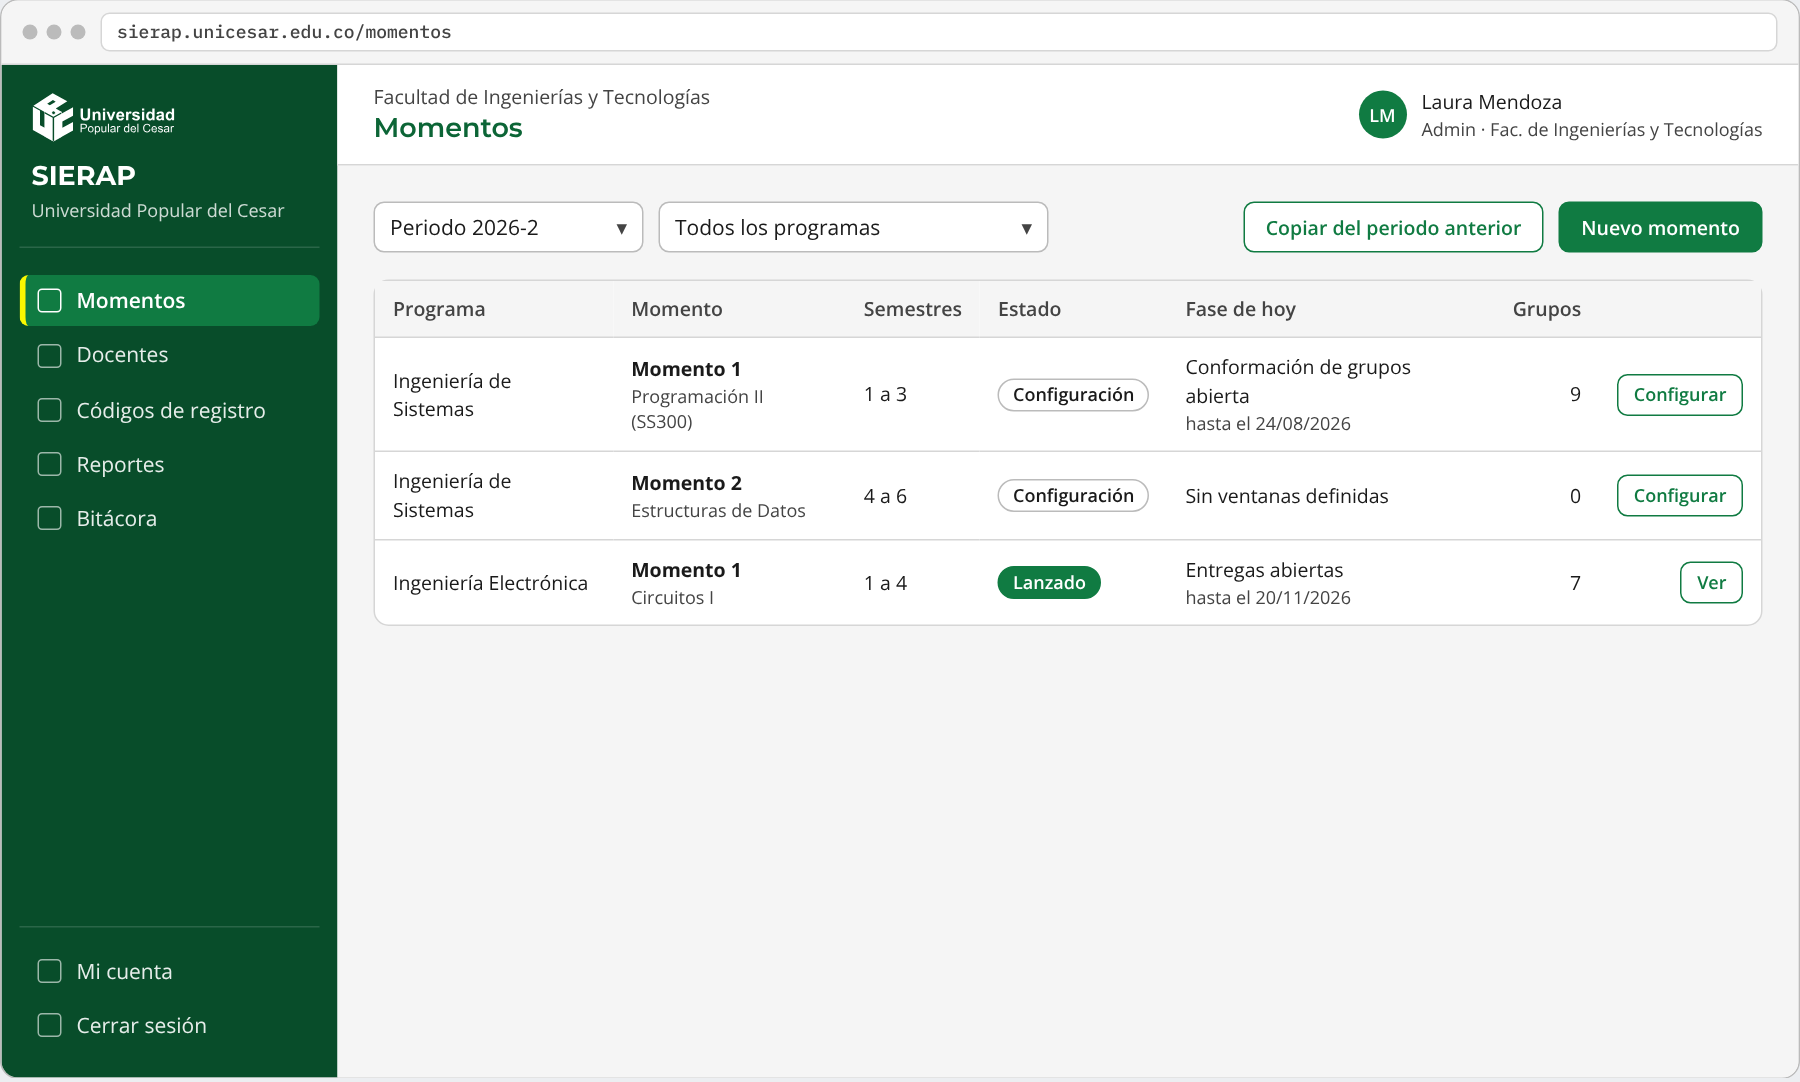 sierap.unicesar.edu.co/momentos
Universidad
Popular del Cesar
SIERAP
Universidad Popular del Cesar
Momentos
Docentes
Códigos de registro
Reportes
Bitácora
Mi cuenta
Cerrar sesión
Facultad de Ingenierías y Tecnologías
Momentos
LM
Laura Mendoza
Admin · Fac. de Ingenierías y Tecnologías
Periodo 2026-2 ▾
Todos los programas ▾
Copiar del periodo anterior
Nuevo momento
Programa Momento Semestres Estado Fase de hoy Grupos
Ingeniería de
Sistemas
Momento 1
Programación II
(SS300)
1 a 3
Configuración
Conformación de grupos
abierta
hasta el 24/08/2026
9
Configurar
Ingeniería de
Sistemas
Momento 2
Estructuras de Datos
4 a 6
Configuración
Sin ventanas definidas
0
Configurar
Ingeniería Electrónica
Momento 1
Circuitos I
1 a 4
Lanzado
Entregas abiertas
hasta el 20/11/2026
7
Ver